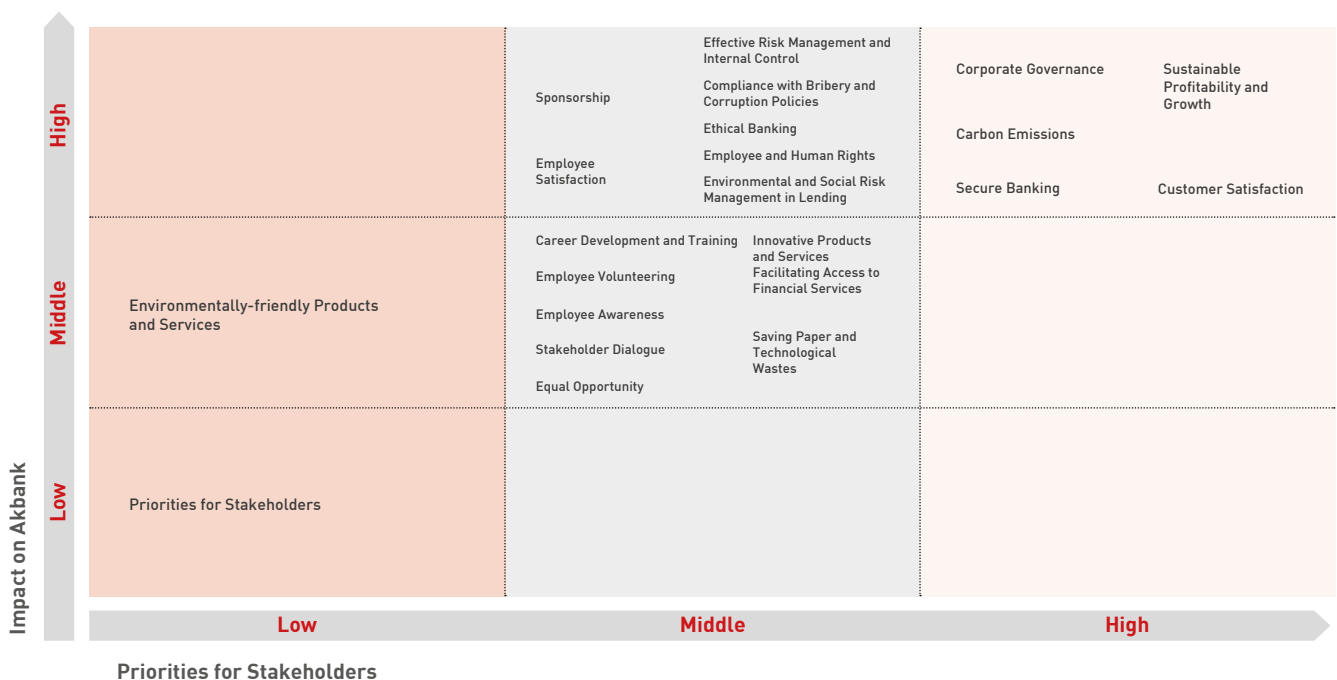 Impact on Akbank
High
Middle
Low
Sponsorship
Employee
Satisfaction
Effective Risk Management and
Internal Control
Compliance with Bribery and
Corruption Policies
Ethical Banking
Employee and Human Rights
Environmental and Social Risk
Management in Lending
Corporate Governance
Carbon Emissions
Secure Banking
Sustainable
Profitability and
Growth
Customer Satisfaction
Environmentally-friendly Products
and Services
Career Development and Training
Employee Volunteering
Employee Awareness
Stakeholder Dialogue
Equal Opportunity
Innovative Products
and Services
Facilitating Access to
Financial Services
Saving Paper and
Technological
Wastes
Priorities for Stakeholders
Low
Middle
High
Priorities for Stakeholders